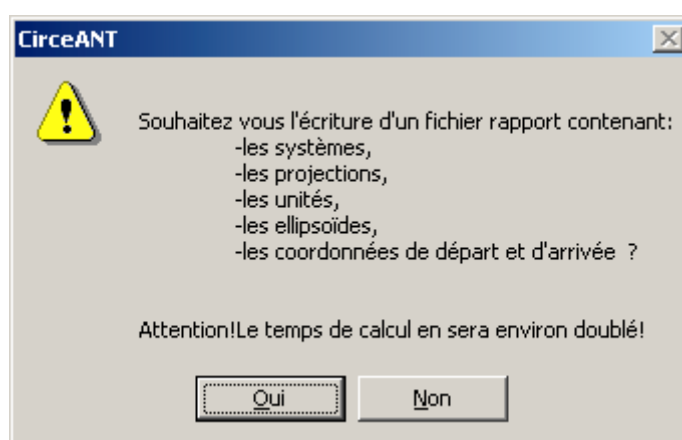 CirceANT
Souhaitez vous l'écriture d'un fichier rapport contenant:
-les systèmes,
-les projections,
-les unités,
-les ellipsoïdes,
-les coordonnées de départ et d'arrivée ?
Attention!Le temps de calcul en sera environ doublé!
Oui Non